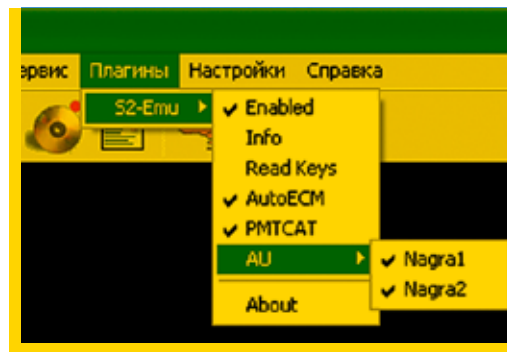 ервис Плагины Настройки Справка
S2-Emu
Enabled
Info
Read Keys
AutoECM
PMTCAT
AU
Nagra1
Nagra2
About